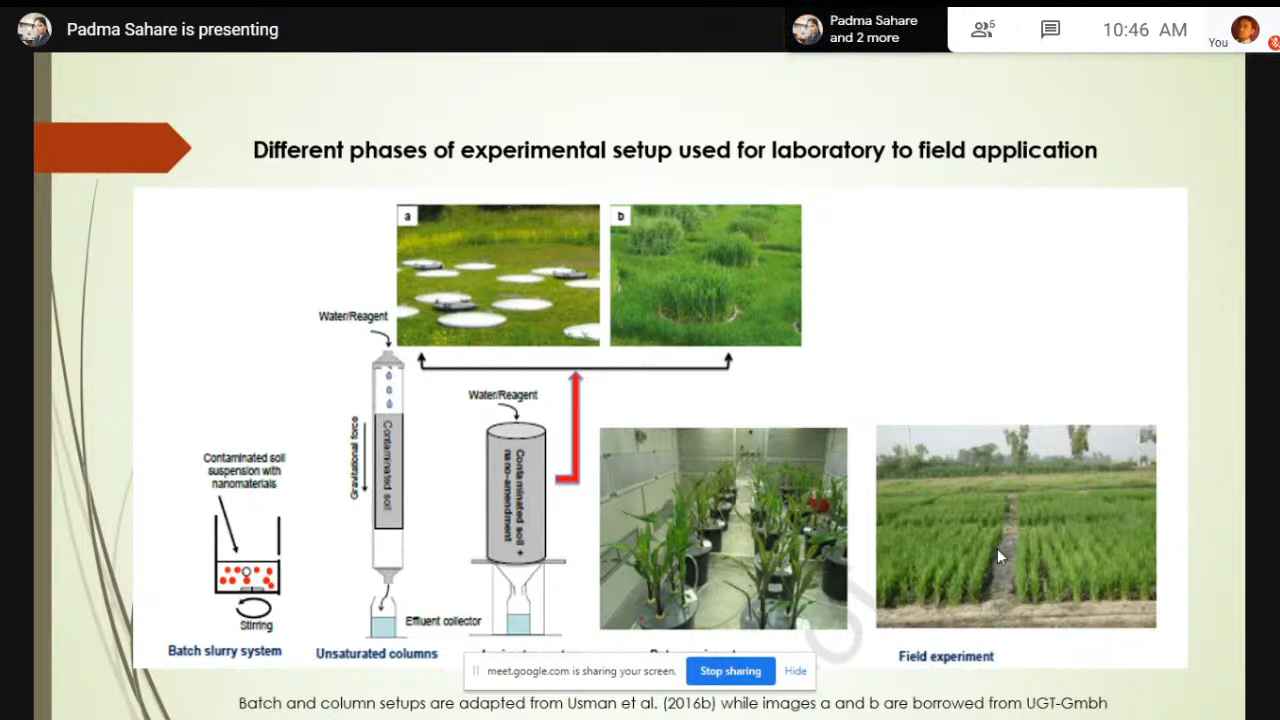 Padma Sahare is presenting
Padma Sahare
and 2 more
5
10:46 AM
You
Different phases of experimental setup used for laboratory to field application
a
b
Water/Reagent
Water/Reagent
Gravitational force
Contaminated soil
Contaminated soil +
nano-amendment
Contaminated soil
suspension with
nanomaterials
Stirring
Effluent collector
Batch slurry system
Unsaturated columns
Field experiment
meet.google.com is sharing your screen.
Stop sharing
Hide
Batch and column setups are adapted from Usman et al. (2016b) while images a and b are borrowed from UGT-Gmbh